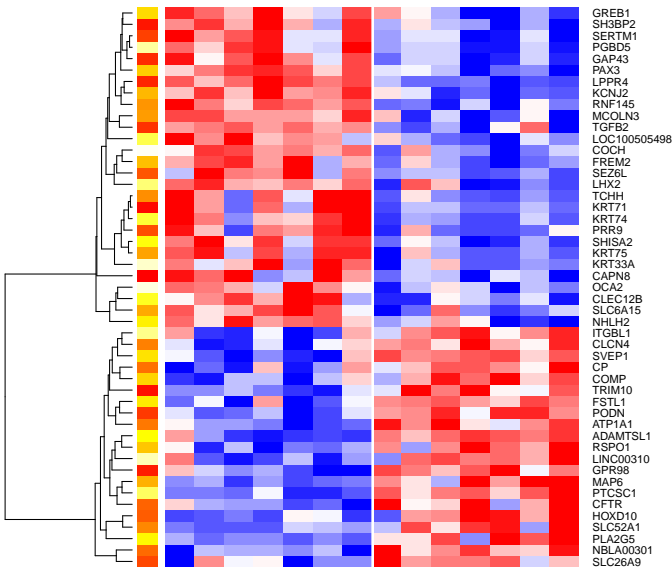 GREB1
SH3BP2
SERTM1
PGBD5
GAP43
PAX3
LPPR4
KCNJ2
RNF145
MCOLN3
TGFB2
LOC100505498
COCH
FREM2
SEZ6L
LHX2
TCHH
KRT71
KRT74
PRR9
SHISA2
KRT75
KRT33A
CAPN8
OCA2
CLEC12B
SLC6A15
NHLH2
ITGBL1
CLCN4
SVEP1
CP
COMP
TRIM10
FSTL1
PODN
ATP1A1
ADAMTSL1
RSPO1
LINC00310
GPR98
MAP6
PTCSC1
CFTR
HOXD10
SLC52A1
PLA2G5
NBLA00301
SLC26A9